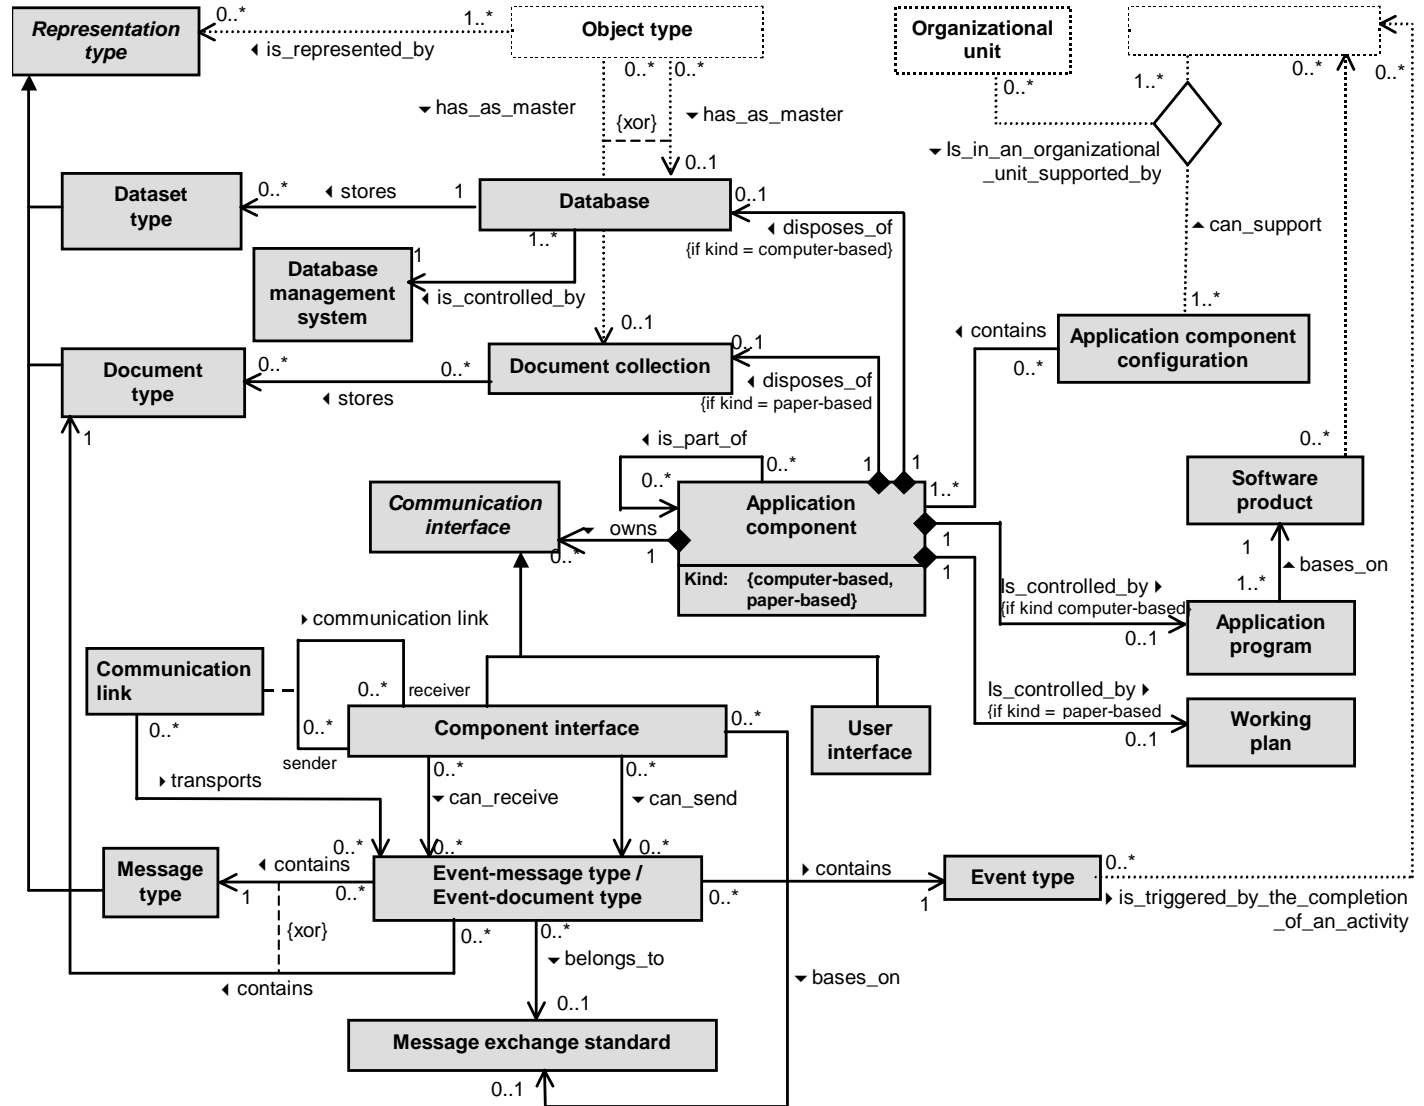 Representation
type
0..*
1..*
is_represented_by
Object type
0..*
0..*
has_as_master
{xor}
has_as_master
0..1
Organizational
unit
0..*
1..*
0..*
0..*
Is_in_an_organizational
_unit_supported_by
can_support
1..*
Dataset
type
0..*
stores
1
Database
0..1
disposes_of
{if kind = computer-based}
1..*
1
Database
management
system
is_controlled_by
0..1
Document
type
0..*
0..*
stores
1
Document collection
0..1
disposes_of
{if kind = paper-based
contains
0..*
Application component
configuration
is_part_of
0..*
0..*
1
1
1..*
Communication
interface
0..*
owns
1
Application
component
Kind: {computer-based,
paper-based}
1
1
0..*
Software
product
1
bases_on
1..*
Is_controlled_by
{if kind computer-based}
0..1
Application
program
Is_controlled_by
{if kind = paper-based
0..1
Working
plan
communication link
Communication
link
0..*
receiver
0..*
0..*
sender
Component interface
0..*
User
interface
transports
0..*
can_receive
0..*
can_send
0..*
0..*
0..*
Message
type
contains
1
0..*
Event-message type /
Event-document type
0..*
contains
1
Event type
0..*
is_triggered_by_the_completion
_of_an_activity
{xor}
0..*
contains
0..*
belongs_to
0..1
bases_on
Message exchange standard
0..1